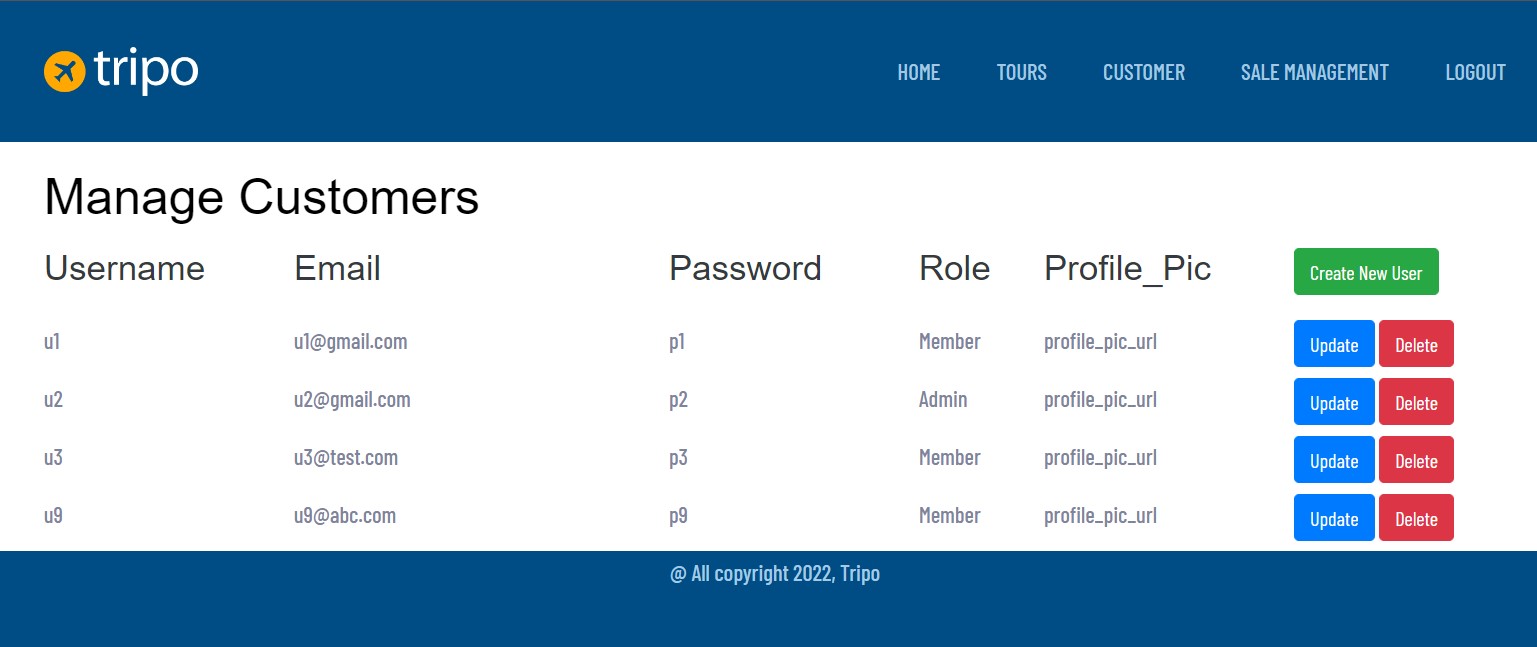 tripo
HOME TOURS CUSTOMER SALE MANAGEMENT LOGOUT
Manage Customers
Username Email Password Role Profile_Pic Create New User
u1 u1@gmail.com p1 Member profile_pic_url Update Delete
u2 u2@gmail.com p2 Admin profile_pic_url Update Delete
u3 u3@test.com p3 Member profile_pic_url Update Delete
u9 u9@abc.com p9 Member profile_pic_url Update Delete
@ All copyright 2022, Tripo